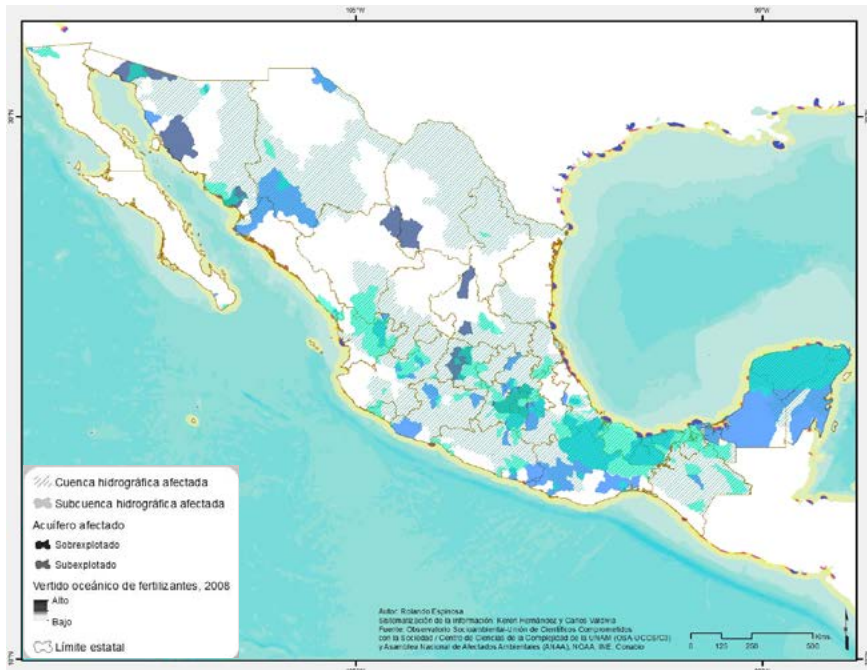 105°W
Cuenca hidrográfica afectada
Subcuenca hidrográfica afectada
Acuífero afectado
Sobrexplotado
Subexplotado
Vertido oceánico de fertilizantes, 2008
Alto
Bajo
Límite estatal
Autor: Rolando Espinosa
Sistematización de la información: Keren Hernández y Carlos Valdivia
Fuente: Observatorio Socioambiental-Unión de Científicos Comprometidos
con la Sociedad / Centro de Ciencias de la Complejidad de la UNAM (OSA-UCCS/C3)
y Asamblea Nacional de Afectados Ambientales (ANAA), NOAA, INE, Conacio
Kms.
0 125 250 500